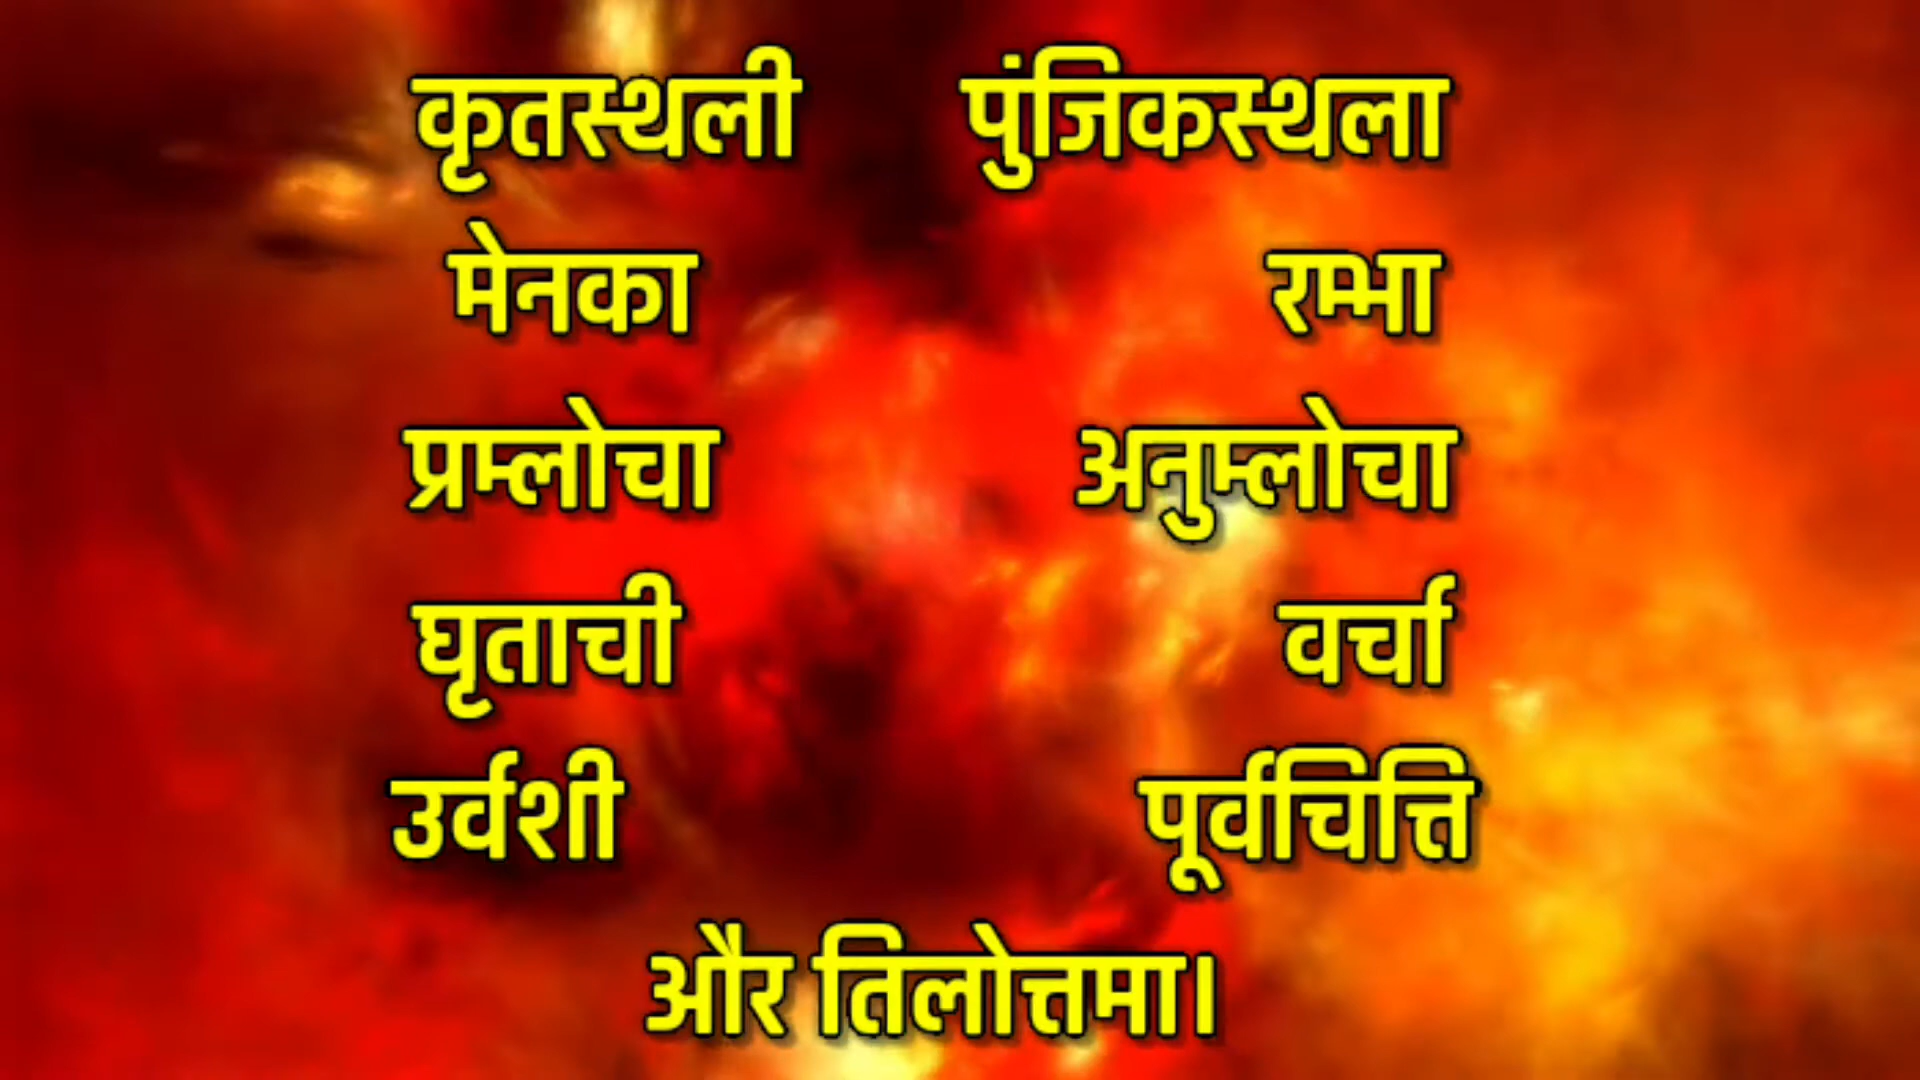 कृतस्थली पुंजिकस्थला
मेनका रम्भा
प्रम्लोचा अनुम्लोचा
घृताची वर्चा
उर्वशी पूर्वचित्ति
और तिलोत्तमा।